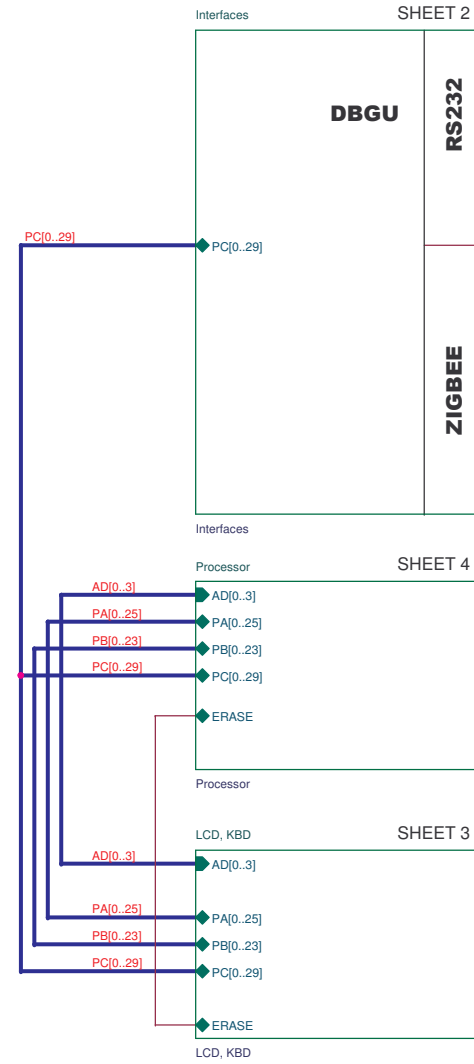 Interfaces
SHEET 2
DBGU
RS232
PC[0..29]
PC[0..29]
ZIGBEE
Interfaces
Processor
SHEET 4
AD[0..3]
AD[0..3]
PA[0..25]
PA[0..25]
PB[0..23]
PB[0..23]
PC[0..29]
PC[0..29]
ERASE
Processor
LCD, KBD
SHEET 3
AD[0..3]
AD[0..3]
PA[0..25]
PA[0..25]
PB[0..23]
PB[0..23]
PC[0..29]
PC[0..29]
ERASE
LCD, KBD